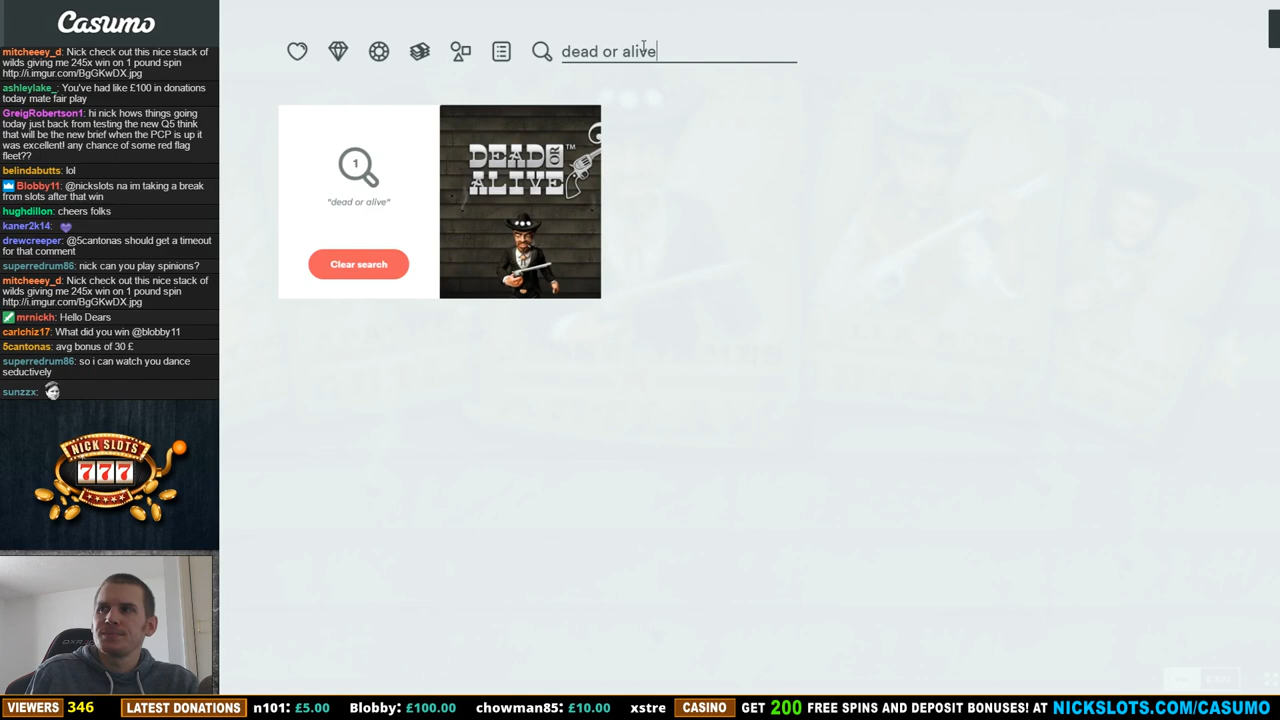 Casumo
mitcheeey_d: Nick check out this nice stack of
wilds giving me 245x win on 1 pound spin
http://i.imgur.com/BgGKwDX.jpg
ashleylake_: You've had like £100 in donations
today mate fair play
GreigRobertson1: hi nick hows things going
today just back from testing the new Q5 think
that will be the new brief when the PCP is up it
was excellent! any chance of some red flag
fleet??
belindabutts: lol
Blobby11: @nickslots na im taking a break
from slots after that win
hughdillon: cheers folks
kaner2k14:
drewcreeper: @5cantonas should get a timeout
for that comment
superredrum86: nick can you play spinions?
mitcheeey_d: Nick check out this nice stack of
wilds giving me 245x win on 1 pound spin
http://i.imgur.com/BgGKwDX.jpg
mrnickh: Hello Dears
carlchiz17: What did you win @blobby11
5cantonas: avg bonus of 30 £
superredrum86: so i can watch you dance
seductively
sunzzx:
NICK SLOTS
777
dead or alive
1
"dead or alive"
Clear search
DEAD OR
ALIVE™
VIEWERS 346 LATEST DONATIONS n101: £5.00 Blobby: £100.00 chowman85: £10.00 xstre CASINO GET 200 FREE SPINS AND DEPOSIT BONUSES! AT NICKSLOTS.COM/CASUMO